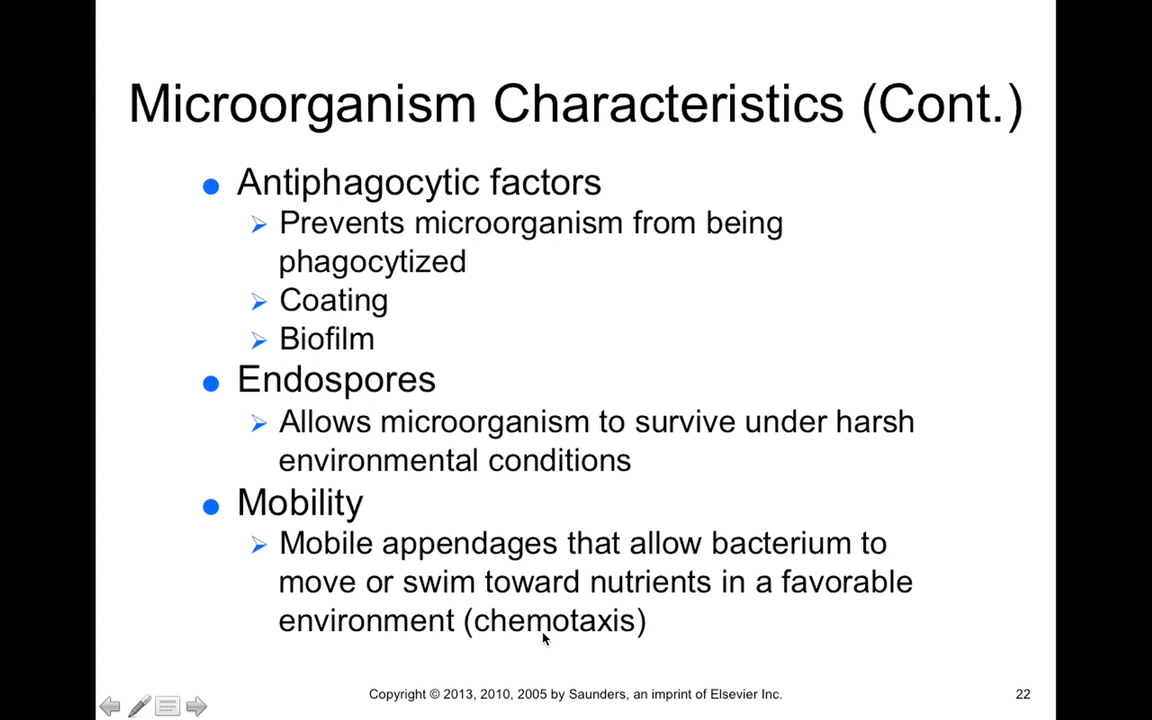 Microorganism Characteristics (Cont.)
Antiphagocytic factors
Prevents microorganism from being
phagocytized
Coating
Biofilm
Endospores
Allows microorganism to survive under harsh
environmental conditions
Mobility
Mobile appendages that allow bacterium to
move or swim toward nutrients in a favorable
environment (chemotaxis)
Copyright © 2013, 2010, 2005 by Saunders, an imprint of Elsevier Inc.
22